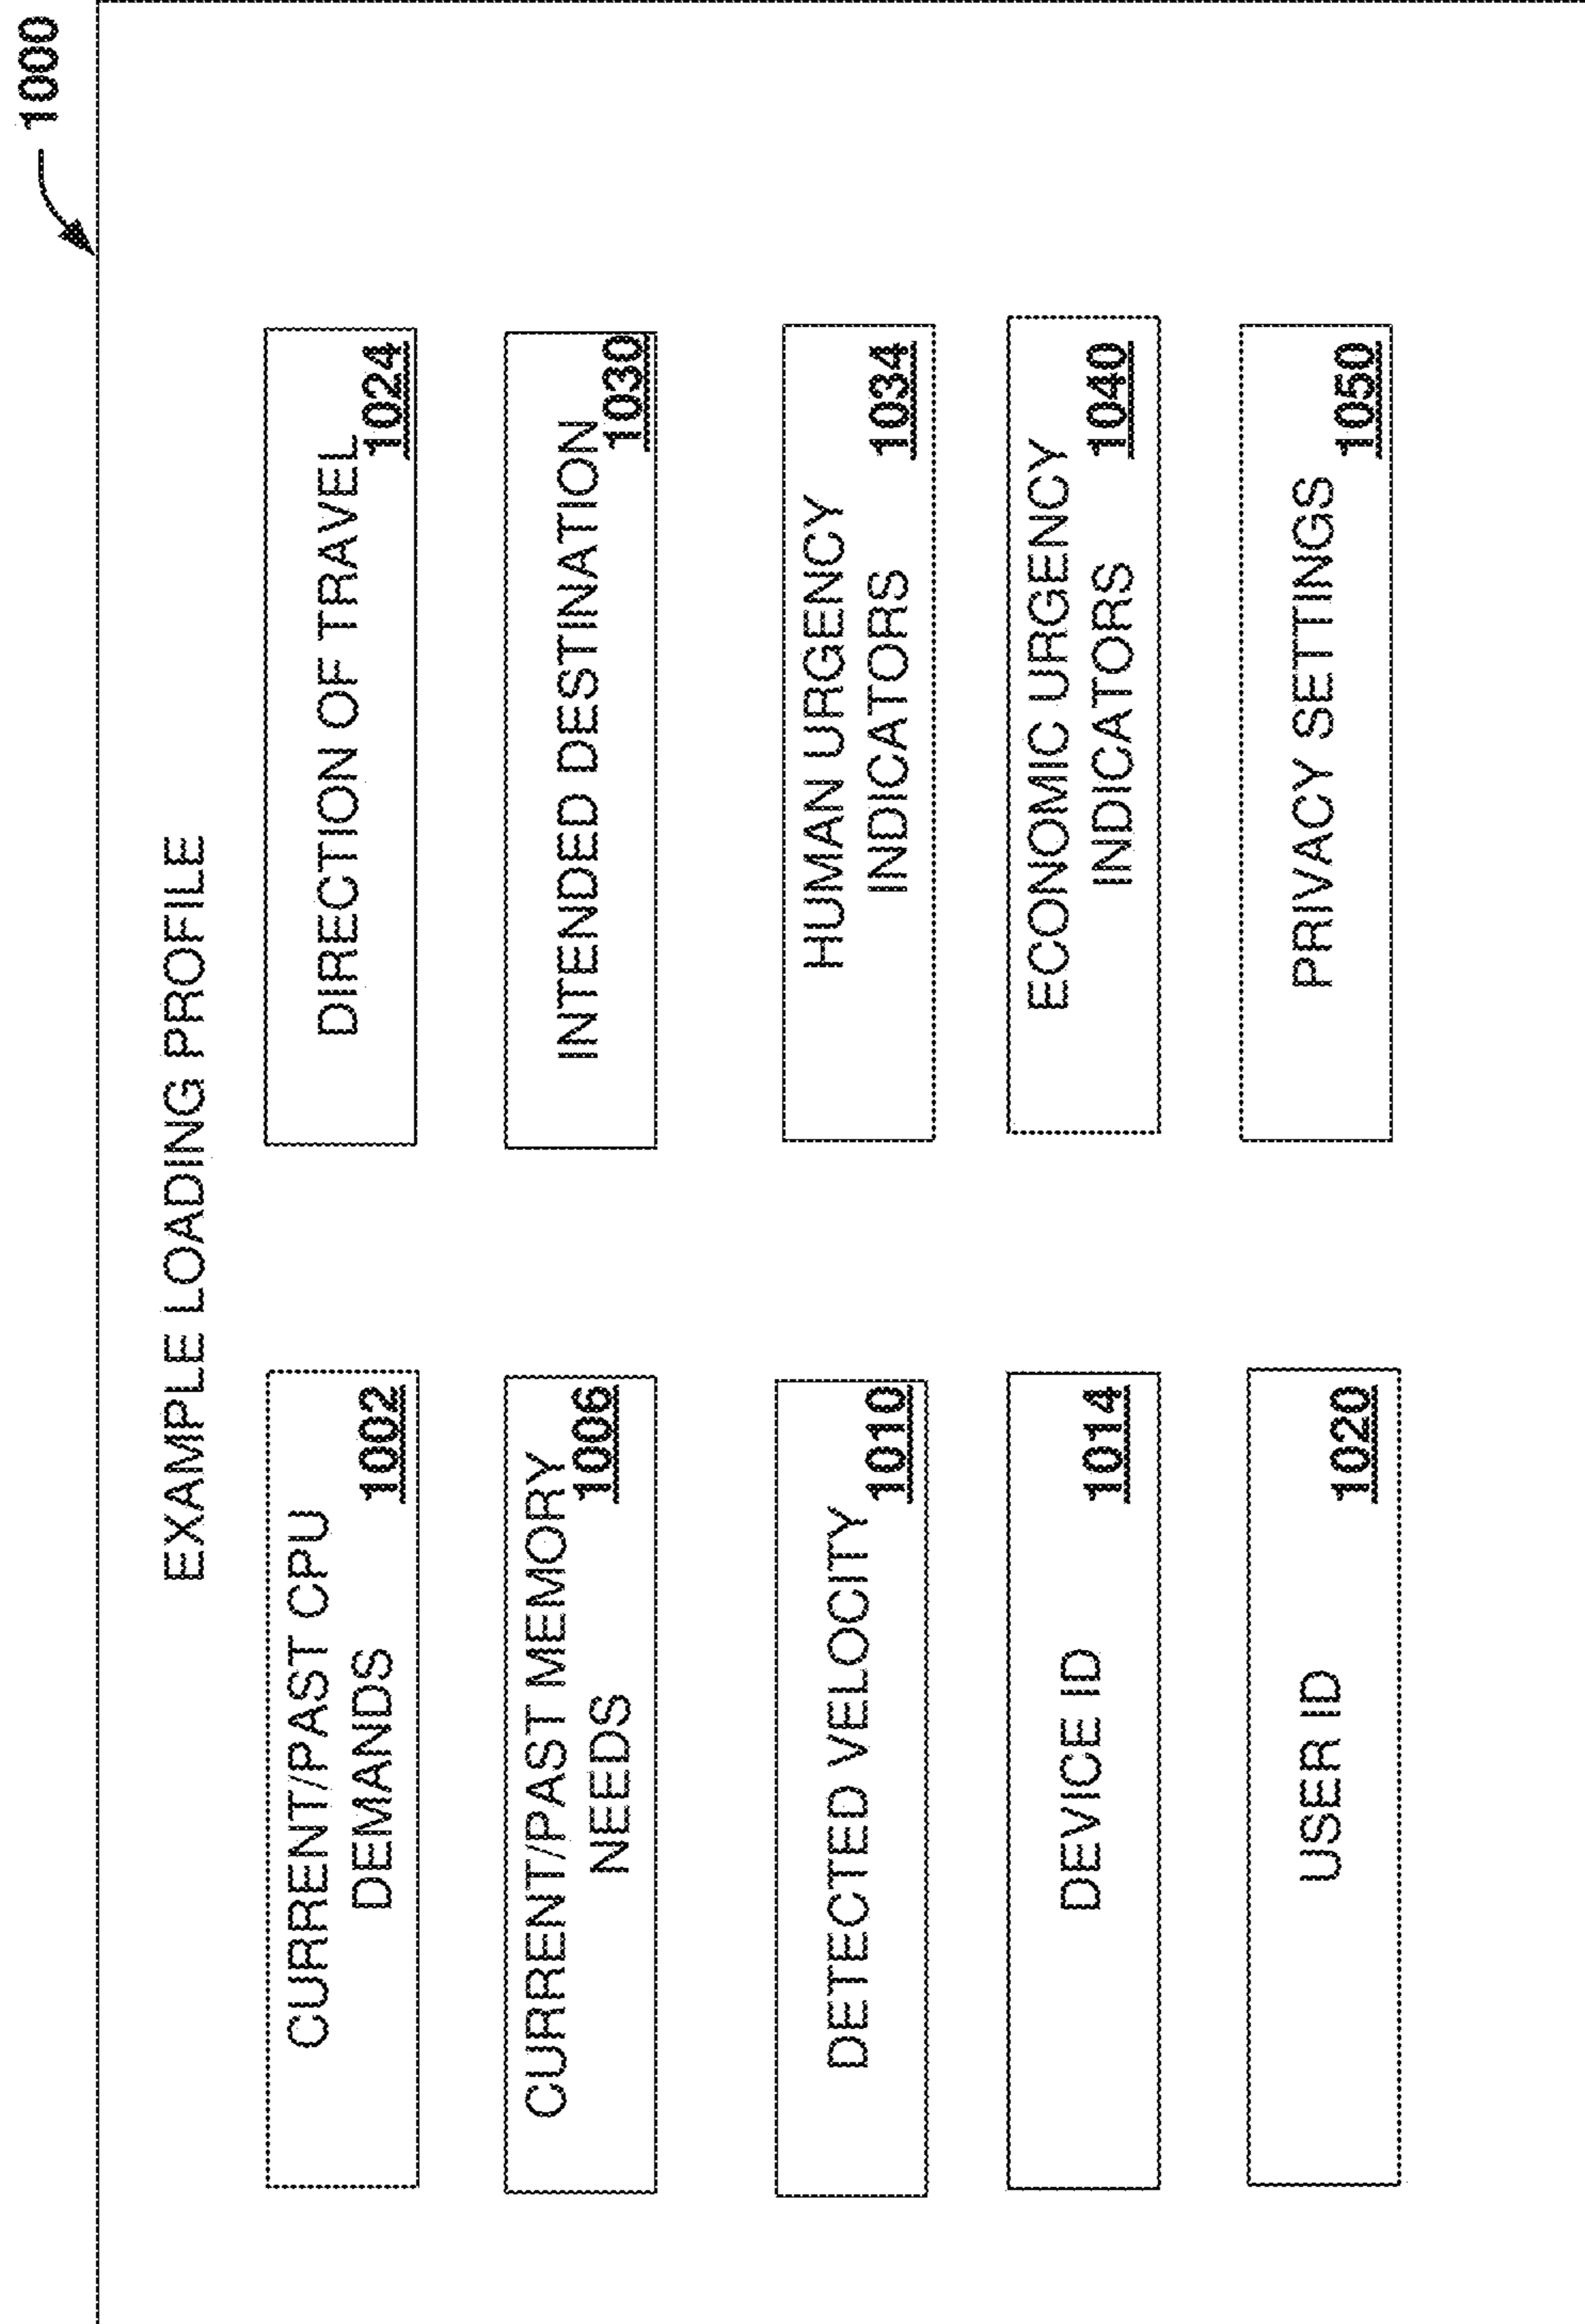 1000
EXAMPLE LOADING PROFILE
CURRENT/PAST CPU
DEMANDS
1002
CURRENT/PAST MEMORY
NEEDS
1006
DETECTED VELOCITY
1010
DEVICE ID
1014
USER ID
1020
DIRECTION OF TRAVEL
1024
INTENDED DESTINATION
1030
HUMAN URGENCY
INDICATORS
1034
ECONOMIC URGENCY
INDICATORS
1040
PRIVACY SETTINGS
1050